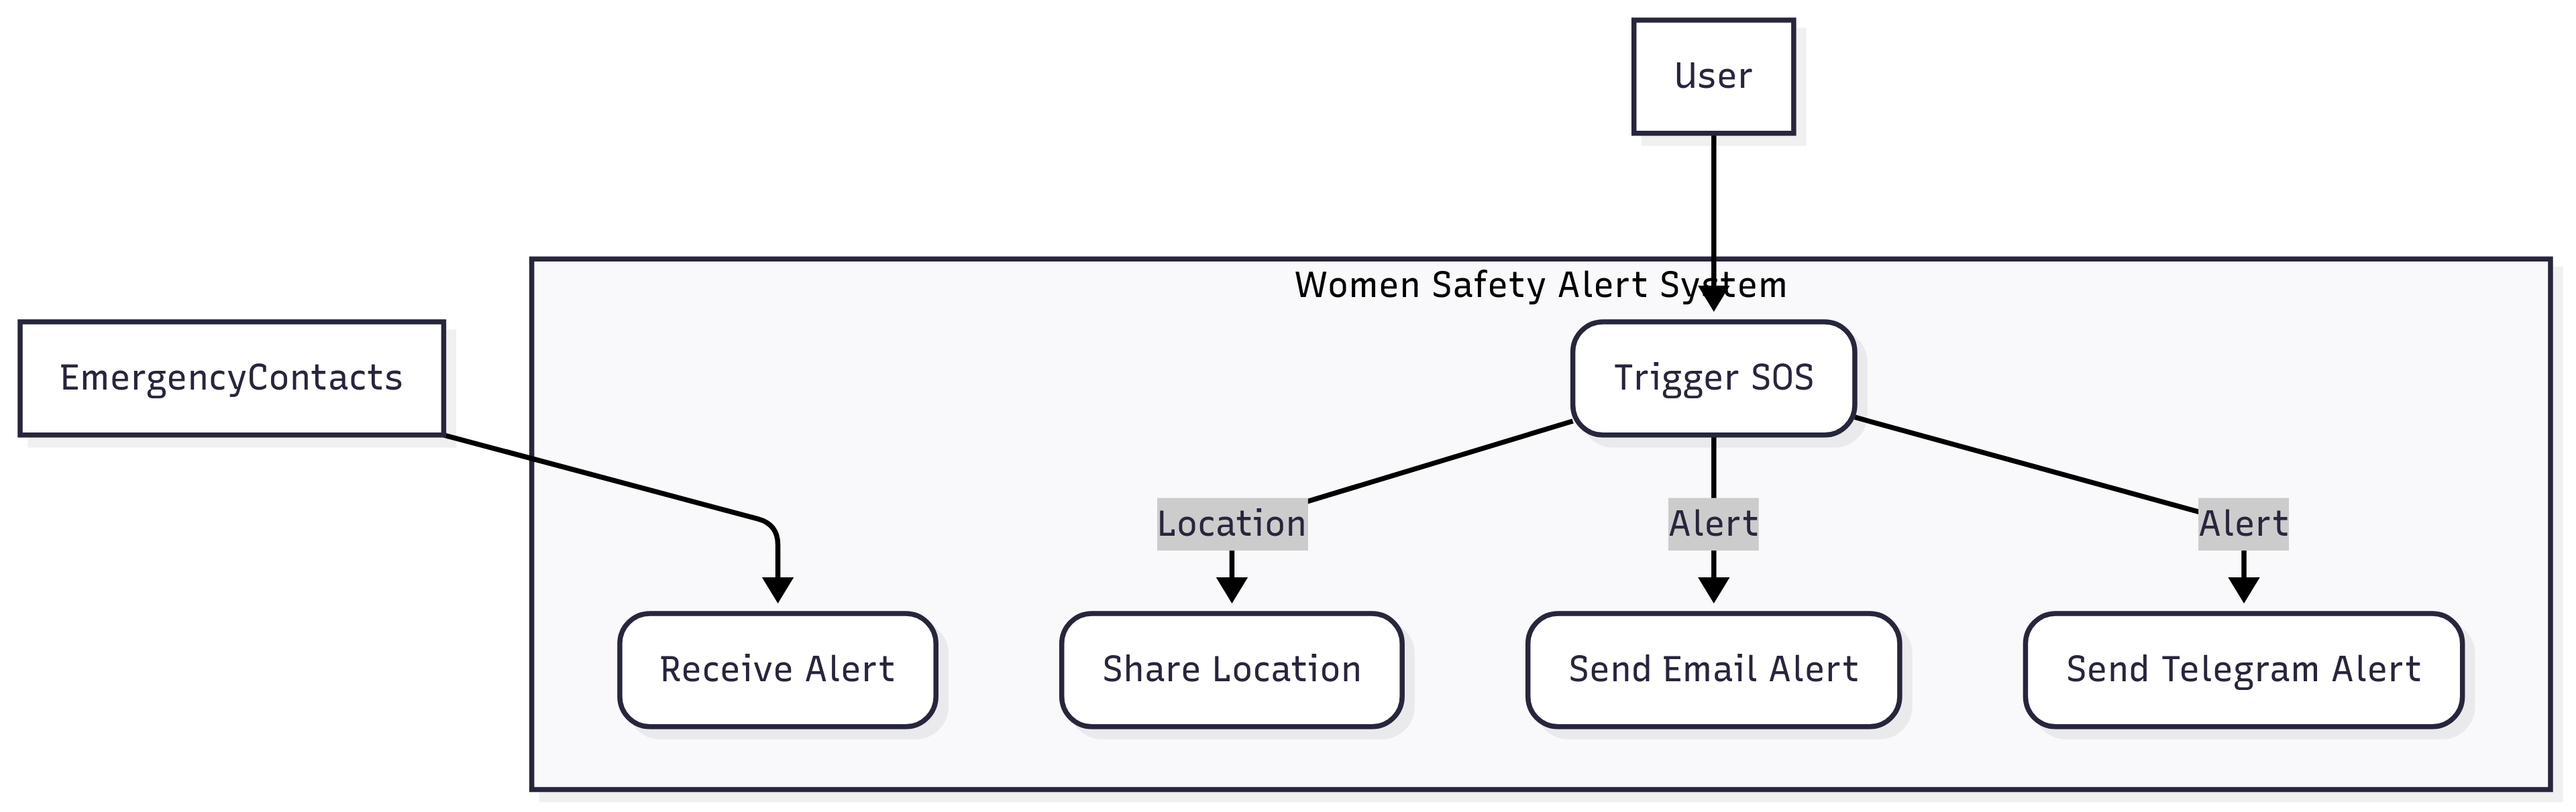 User
Women Safety Alert System
EmergencyContacts
Trigger SOS
Location
Alert
Alert
Receive Alert
Share Location
Send Email Alert
Send Telegram Alert